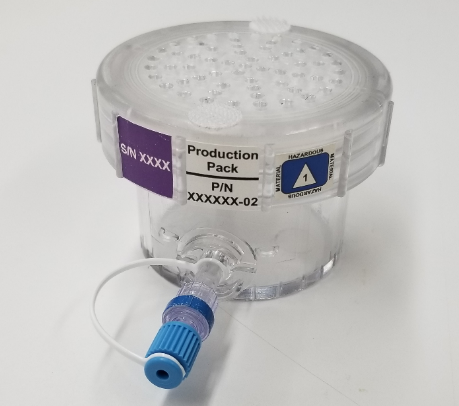 S/N XXXX
Production
Pack
P/N
XXXXXX-02
HAZARDOUS
MATERIAL
1
MATERIAL
HAZARDOUS